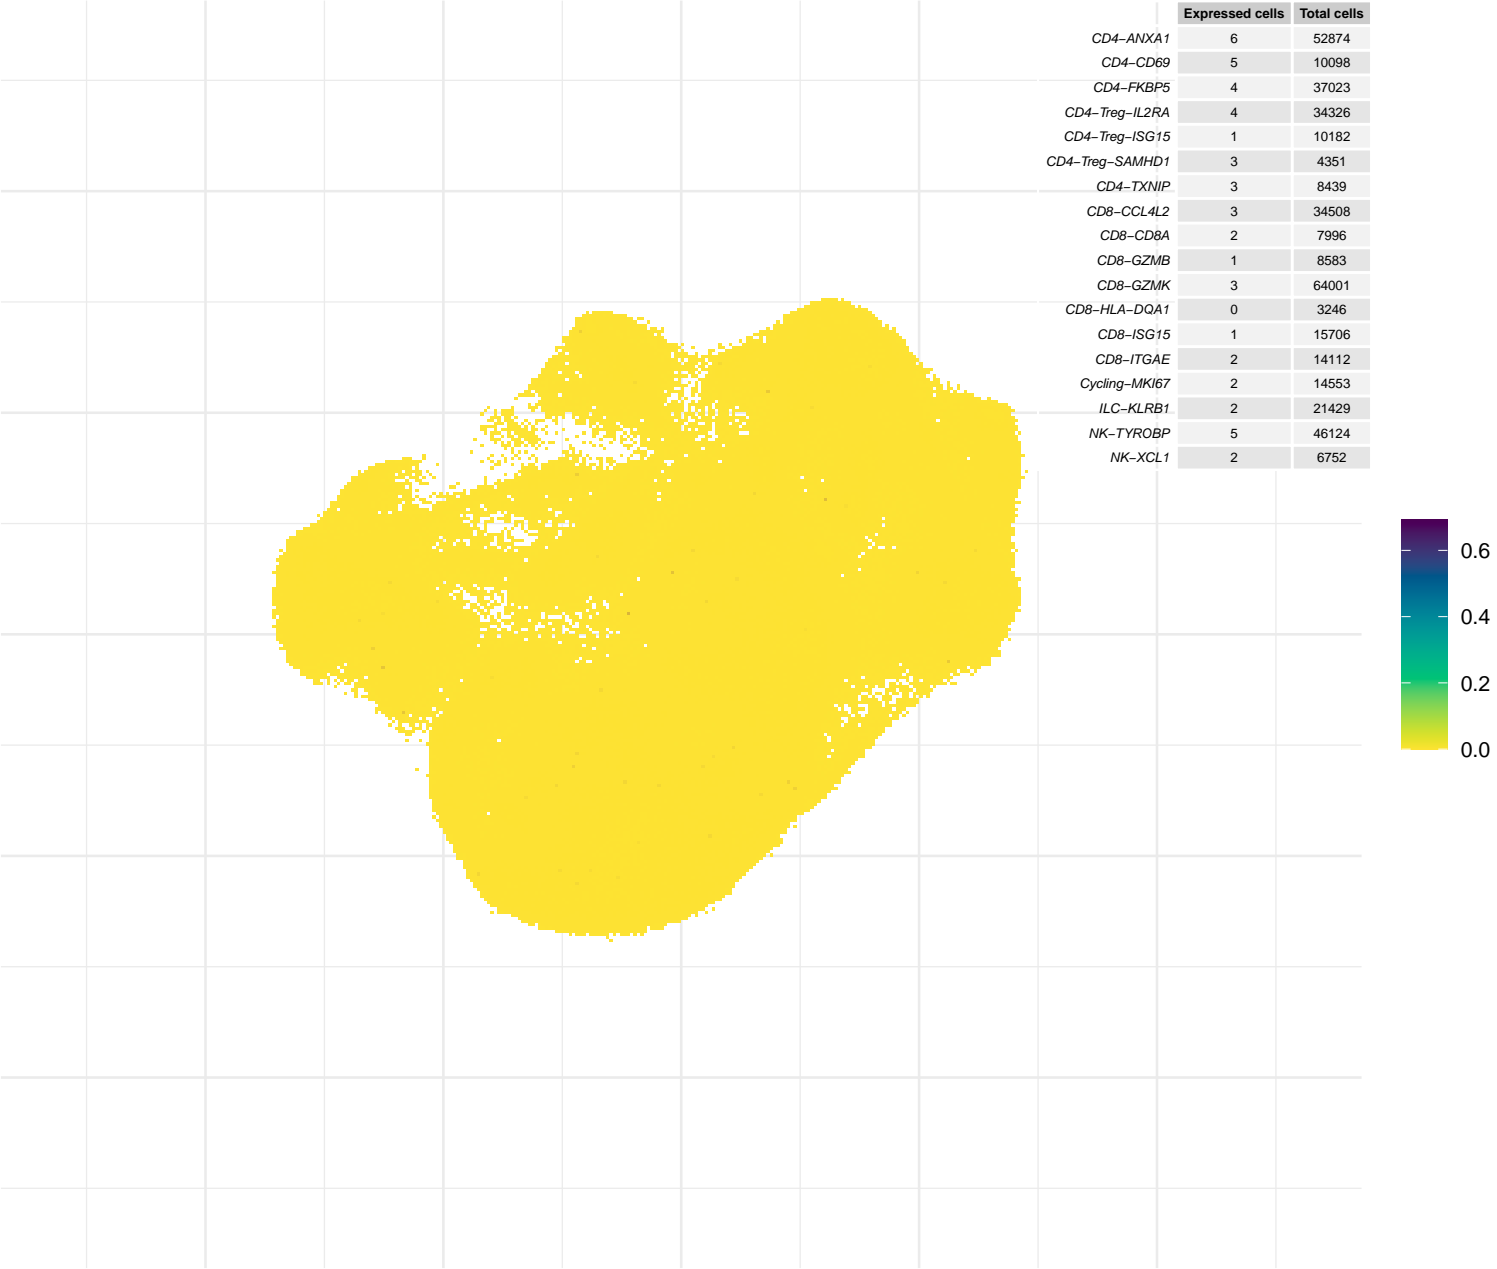 Expressed cells Total cells
CD4−ANXA1 6 52874
CD4−CD69 5 10098
CD4−FKBP5 4 37023
CD4−Treg−IL2RA 4 34326
CD4−Treg−ISG15 1 10182
CD4−Treg−SAMHD1 3 4351
CD4−TXNIP 3 8439
CD8−CCL4L2 3 34508
CD8−CD8A 2 7996
CD8−GZMB 1 8583
CD8−GZMK 3 64001
CD8−HLA−DQA1 0 3246
CD8−ISG15 1 15706
CD8−ITGAE 2 14112
Cycling−MKI67 2 14553
ILC−KLRB1 2 21429
NK−TYROBP 5 46124
NK−XCL1 2 6752
0.6
0.4
0.2
0.0